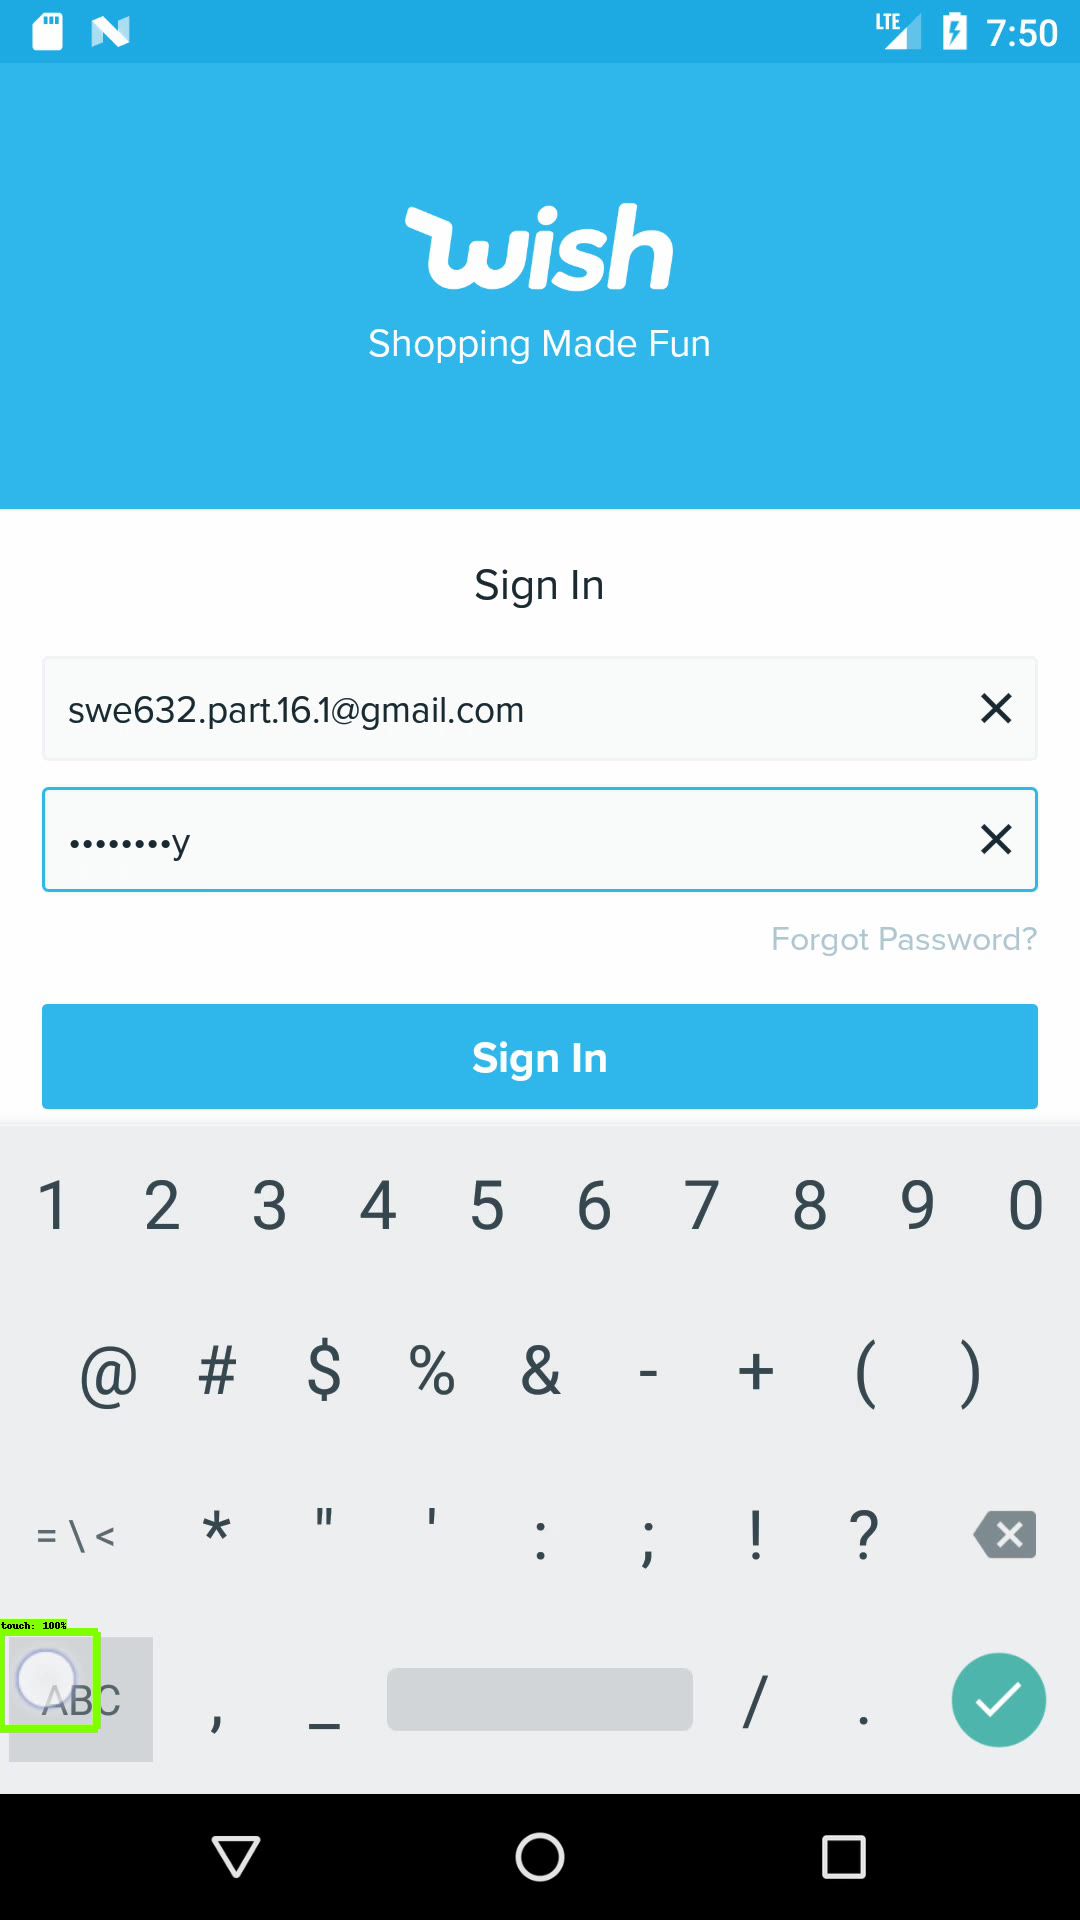 LTE 7:50
wish
Shopping Made Fun
Sign In
swe632.part.16.1@gmail.com
••••••••y
Forgot Password?
Sign In
1 2 3 4 5 6 7 8 9 0
@ # $ % & - + ( )
= \ < * " ' : ; ! ?
touch: 100%
ABC , _ / .